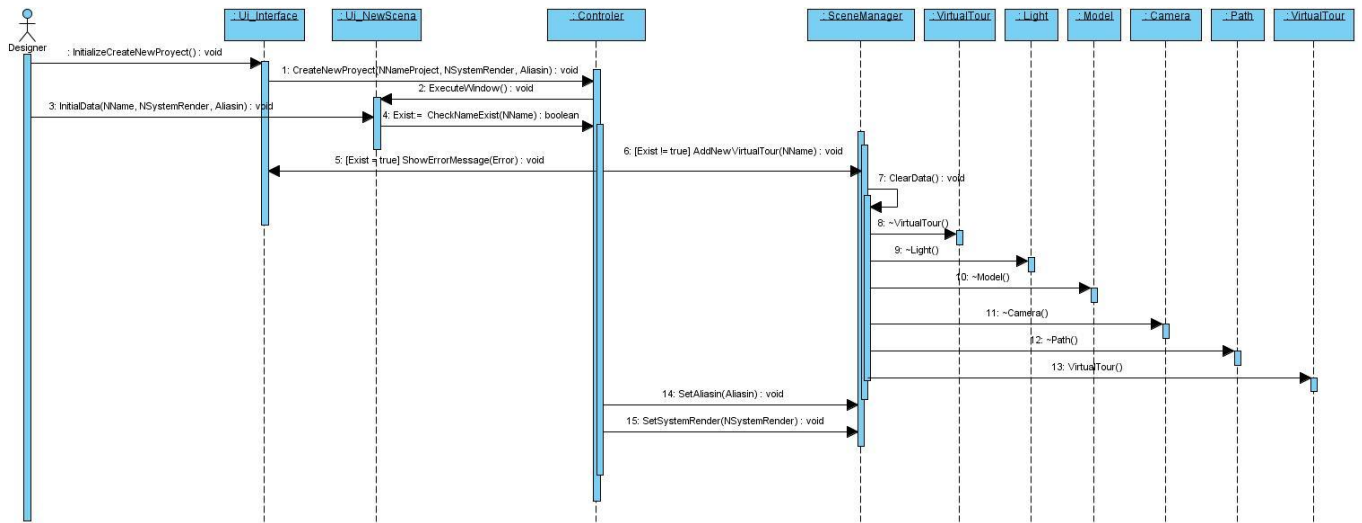 : Ui_Interface
: Ui_NewScena
: Controler
: SceneManager
: VirtualTour
: Light
: Model
: Camera
: Path
: VirtualTour
Designer
: InitializeCreateNewProyect() : void
1: CreateNewProyect(NNameProject, NSystemRender, Aliasin) : void
2: ExecuteWindow() : void
3: InitialData(NName, NSystemRender, Aliasin) : void
4: Exist:= CheckNameExist(NName) : boolean
6: [Exist != true] AddNewVirtualTour(NName) : void
5: [Exist = true] ShowErrorMessage(Error) : void
7: ClearData() : void
8: ~VirtualTour()
9: ~Light()
10: ~Model()
11: ~Camera()
12: ~Path()
13: VirtualTour()
14: SetAliasin(Aliasin) : void
15: SetSystemRender(NSystemRender) : void